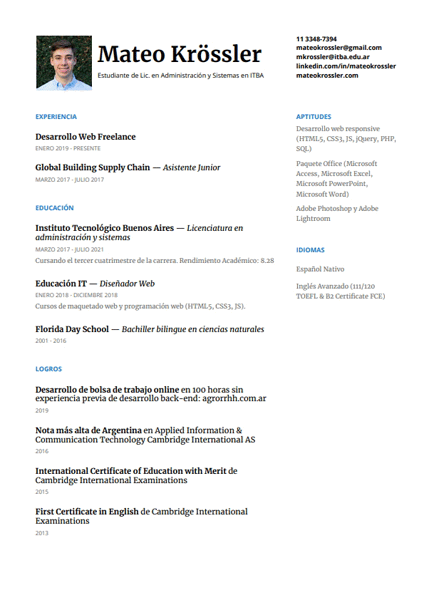 Mateo Krössler
Estudiante de Lic. en Administración y Sistemas en ITBA
11 3348-7394
mateokrossler@gmail.com
mkrossler@itba.edu.ar
linkedin.com/in/mateokrossler
mateokrossler.com
EXPERIENCIA
Desarrollo Web Freelance
ENERO 2019 - PRESENTE
Global Building Supply Chain — Asistente Junior
MARZO 2017 - JULIO 2017
EDUCACIÓN
Instituto Tecnológico Buenos Aires — Licenciatura en
administración y sistemas
MARZO 2017 - JULIO 2021
Cursando el tercer cuatrimestre de la carrera. Rendimiento Académico: 8.28
Educación IT — Diseñador Web
ENERO 2018 - DICIEMBRE 2018
Cursos de maquetado web y programación web (HTML5, CSS3, JS).
Florida Day School — Bachiller bilingue en ciencias naturales
2001 - 2016
LOGROS
Desarrollo de bolsa de trabajo online en 100 horas sin
experiencia previa de desarrollo back-end: agrorrhh.com.ar
2019
Nota más alta de Argentina en Applied Information &
Communication Technology Cambridge International AS
2016
International Certificate of Education with Merit de
Cambridge International Examinations
2015
First Certificate in English de Cambridge International
Examinations
2013
APTITUDES
Desarrollo web responsive
(HTML5, CSS3, JS, jQuery, PHP,
SQL)
Paquete Office (Microsoft
Access, Microsoft Excel,
Microsoft PowerPoint,
Microsoft Word)
Adobe Photoshop y Adobe
Lightroom
IDIOMAS
Español Nativo
Inglés Avanzado (111/120
TOEFL & B2 Certificate FCE)